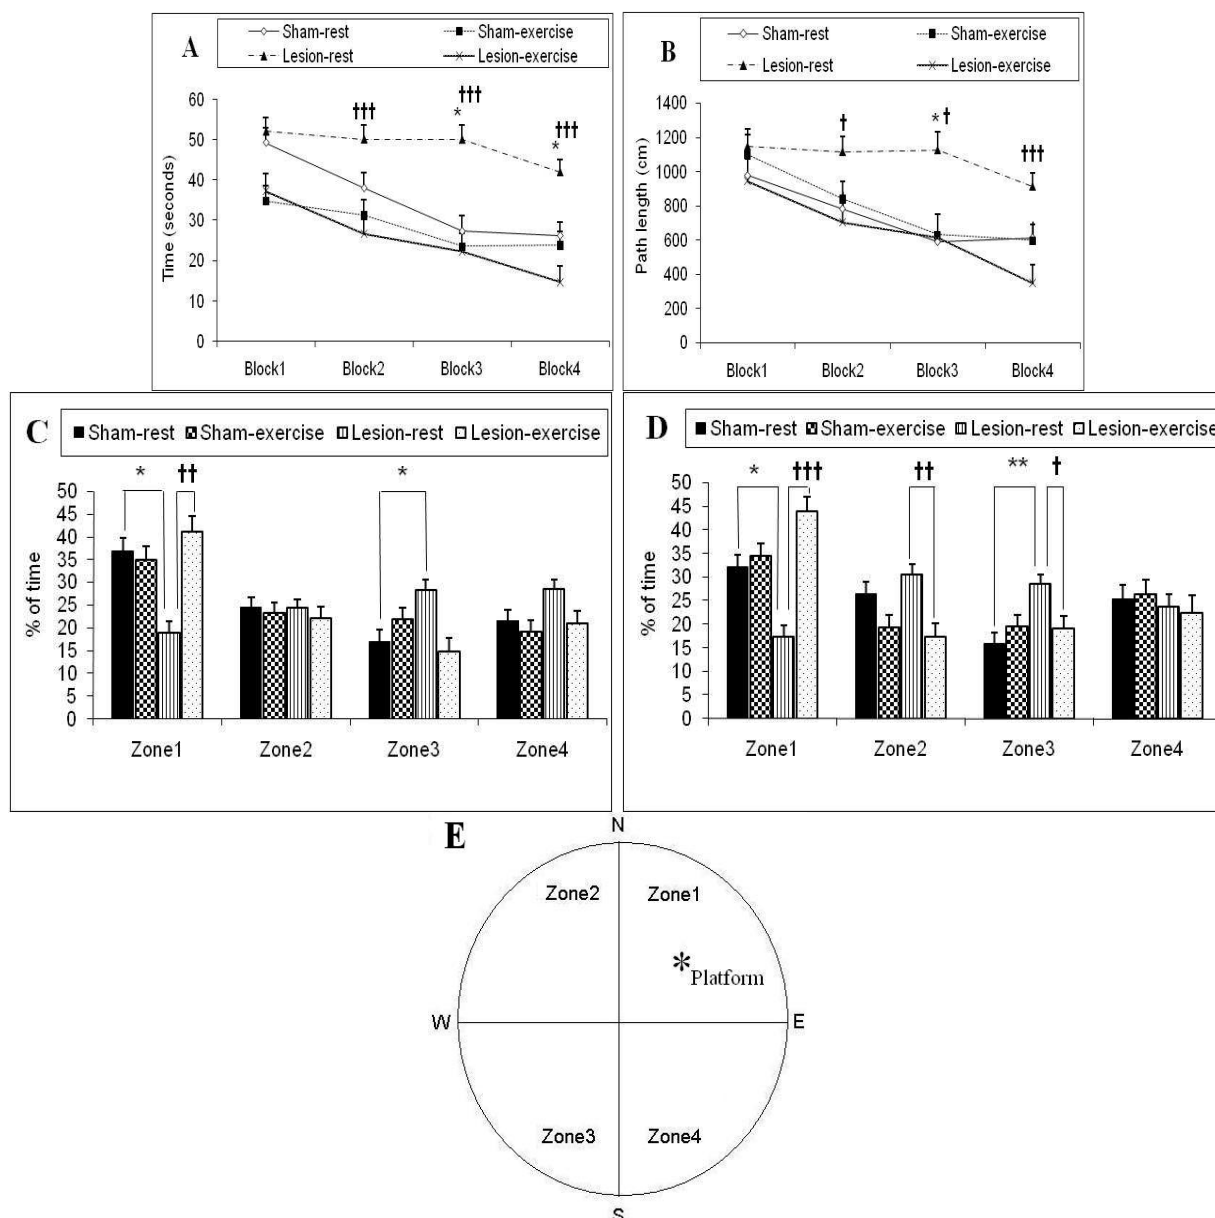 A
Sham-rest Sham-exercise
Lesion-rest Lesion-exercise
Time (seconds)
60
50
40
30
20
10
0
†††
*†††
*†††
Block1 Block2 Block3 Block4
B
Sham-rest Sham-exercise
Lesion-rest Lesion-exercise
Path length (cm)
1400
1200
1000
800
600
400
200
0
†
*†
†††
Block1 Block2 Block3 Block4
C
Sham-rest Sham-exercise Lesion-rest Lesion-exercise
* †† *
% of time
50
45
40
35
30
25
20
15
10
5
0
Zone1 Zone2 Zone3 Zone4
D
Sham-rest Sham-exercise Lesion-rest Lesion-exercise
* ††† †† ** †
% of time
50
45
40
35
30
25
20
15
10
5
0
Zone1 Zone2 Zone3 Zone4
E
N
Zone2 Zone1
*Platform
W E
Zone3 Zone4
S